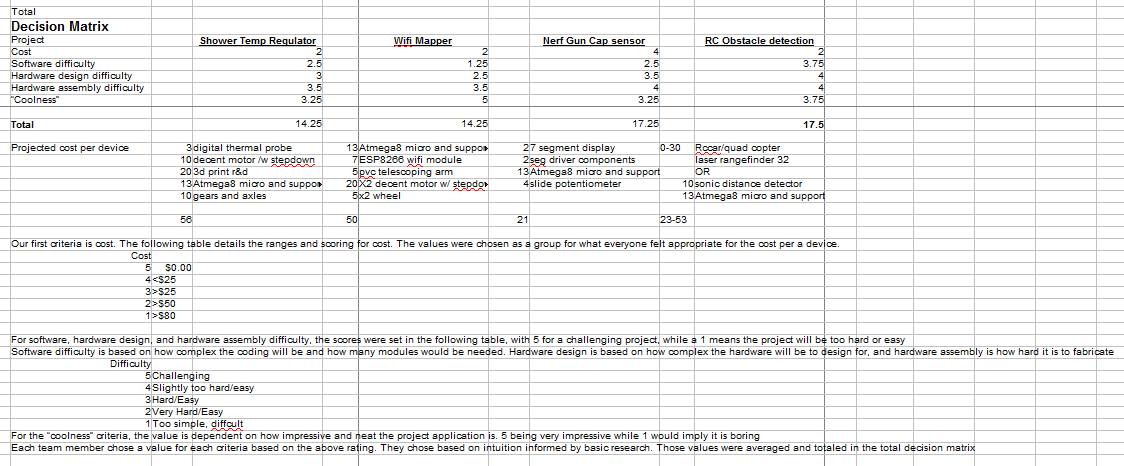 Total
Decision Matrix
Project Shower Temp Regulator Wifi Mapper Nerf Gun Cap sensor RC Obstacle detection
Cost 2 2 4 2
Software difficulty 2.5 1.25 2.5 3.75
Hardware design difficulty 3 2.5 3.5 4
Hardware assembly difficulty 3.5 3.5 4 4
"Coolness" 3.25 5 3.25 3.75
Total 14.25 14.25 17.25 17.5
Projected cost per device 3 digital thermal probe 13 Atmega8 micro and suppo 2 7 segment display 0-30 Rccar/quad copter
10 decent motor /w stepdown 7 ESP8266 wifi module 2 seg driver components laser rangefinder 32
20 3d print r&d 5 pvc telescoping arm 13 Atmega8 micro and support OR
13 Atmega8 micro and suppo 20 X2 decent motor w/ stepdo 4 slide potentiometer 10 sonic distance detector
10 gears and axles 5 x2 wheel 13 Atmega8 micro and support
56 50 21 23-53
Our first criteria is cost. The following table details the ranges and scoring for cost. The values were chosen as a group for what everyone felt appropriate for the cost per a device.
Cost
5 $0.00
4 <$25
3 >$25
2 >$50
1 >$80
For software, hardware design, and hardware assembly difficulty, the scores were set in the following table, with 5 for a challenging project, while a 1 means the project will be too hard or easy
Software difficulty is based on how complex the coding will be and how many modules would be needed. Hardware design is based on how complex the hardware will be to design for, and hardware assembly is how hard it is to fabricate
Difficulty
5 Challenging
4 Slightly too hard/easy
3 Hard/Easy
2 Very Hard/Easy
1 Too simple, diffcult
For the "coolness" criteria, the value is dependent on how impressive and neat the project application is. 5 being very impressive while 1 would imply it is boring
Each team member chose a value for each criteria based on the above rating. They chose based on intuition informed by basic research. Those values were averaged and totaled in the total decision matrix